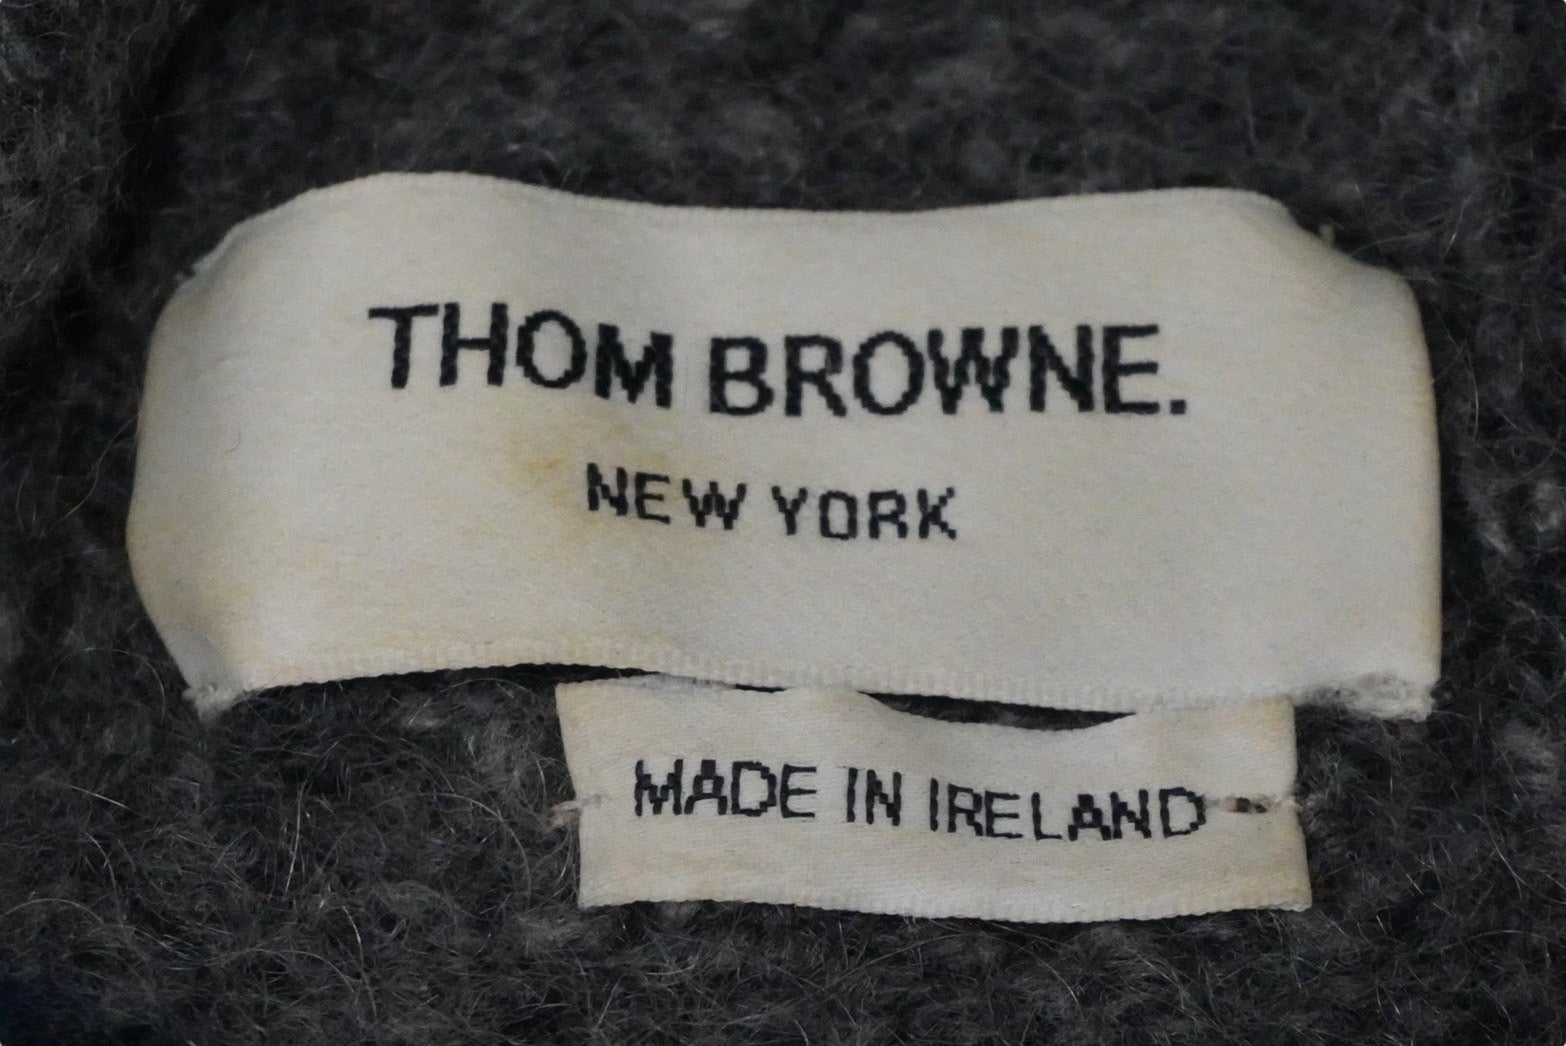 THOM BROWNE.
NEW YORK
MADE IN IRELAND